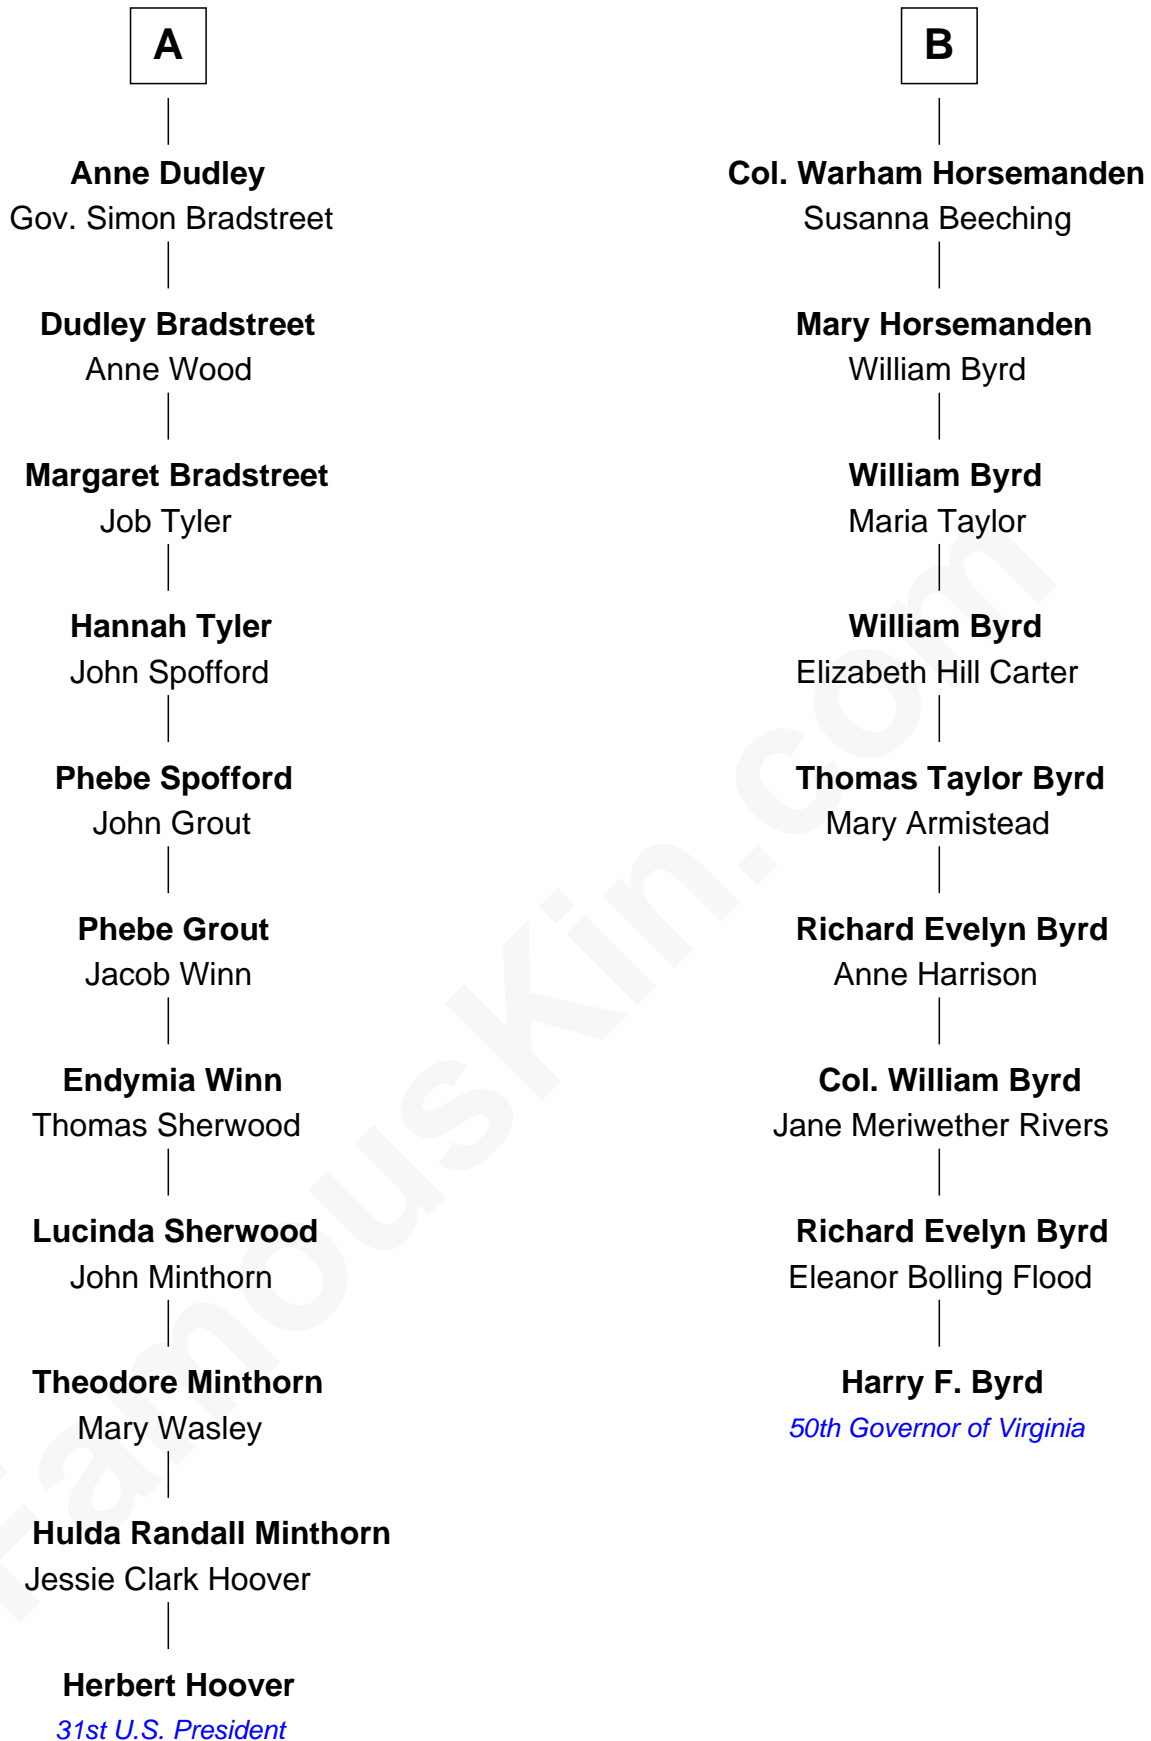 A
Anne Dudley
Gov. Simon Bradstreet
Dudley Bradstreet
Anne Wood
Margaret Bradstreet
Job Tyler
Hannah Tyler
John Spofford
Phebe Spofford
John Grout
Phebe Grout
Jacob Winn
Endymia Winn
Thomas Sherwood
Lucinda Sherwood
John Minthorn
Theodore Minthorn
Mary Wasley
Hulda Randall Minthorn
Jessie Clark Hoover
Herbert Hoover
31st U.S. President
B
Col. Warham Horsemanden
Susanna Beeching
Mary Horsemanden
William Byrd
William Byrd
Maria Taylor
William Byrd
Elizabeth Hill Carter
Thomas Taylor Byrd
Mary Armistead
Richard Evelyn Byrd
Anne Harrison
Col. William Byrd
Jane Meriwether Rivers
Richard Evelyn Byrd
Eleanor Bolling Flood
Harry F. Byrd
50th Governor of Virginia
FamousKin.com